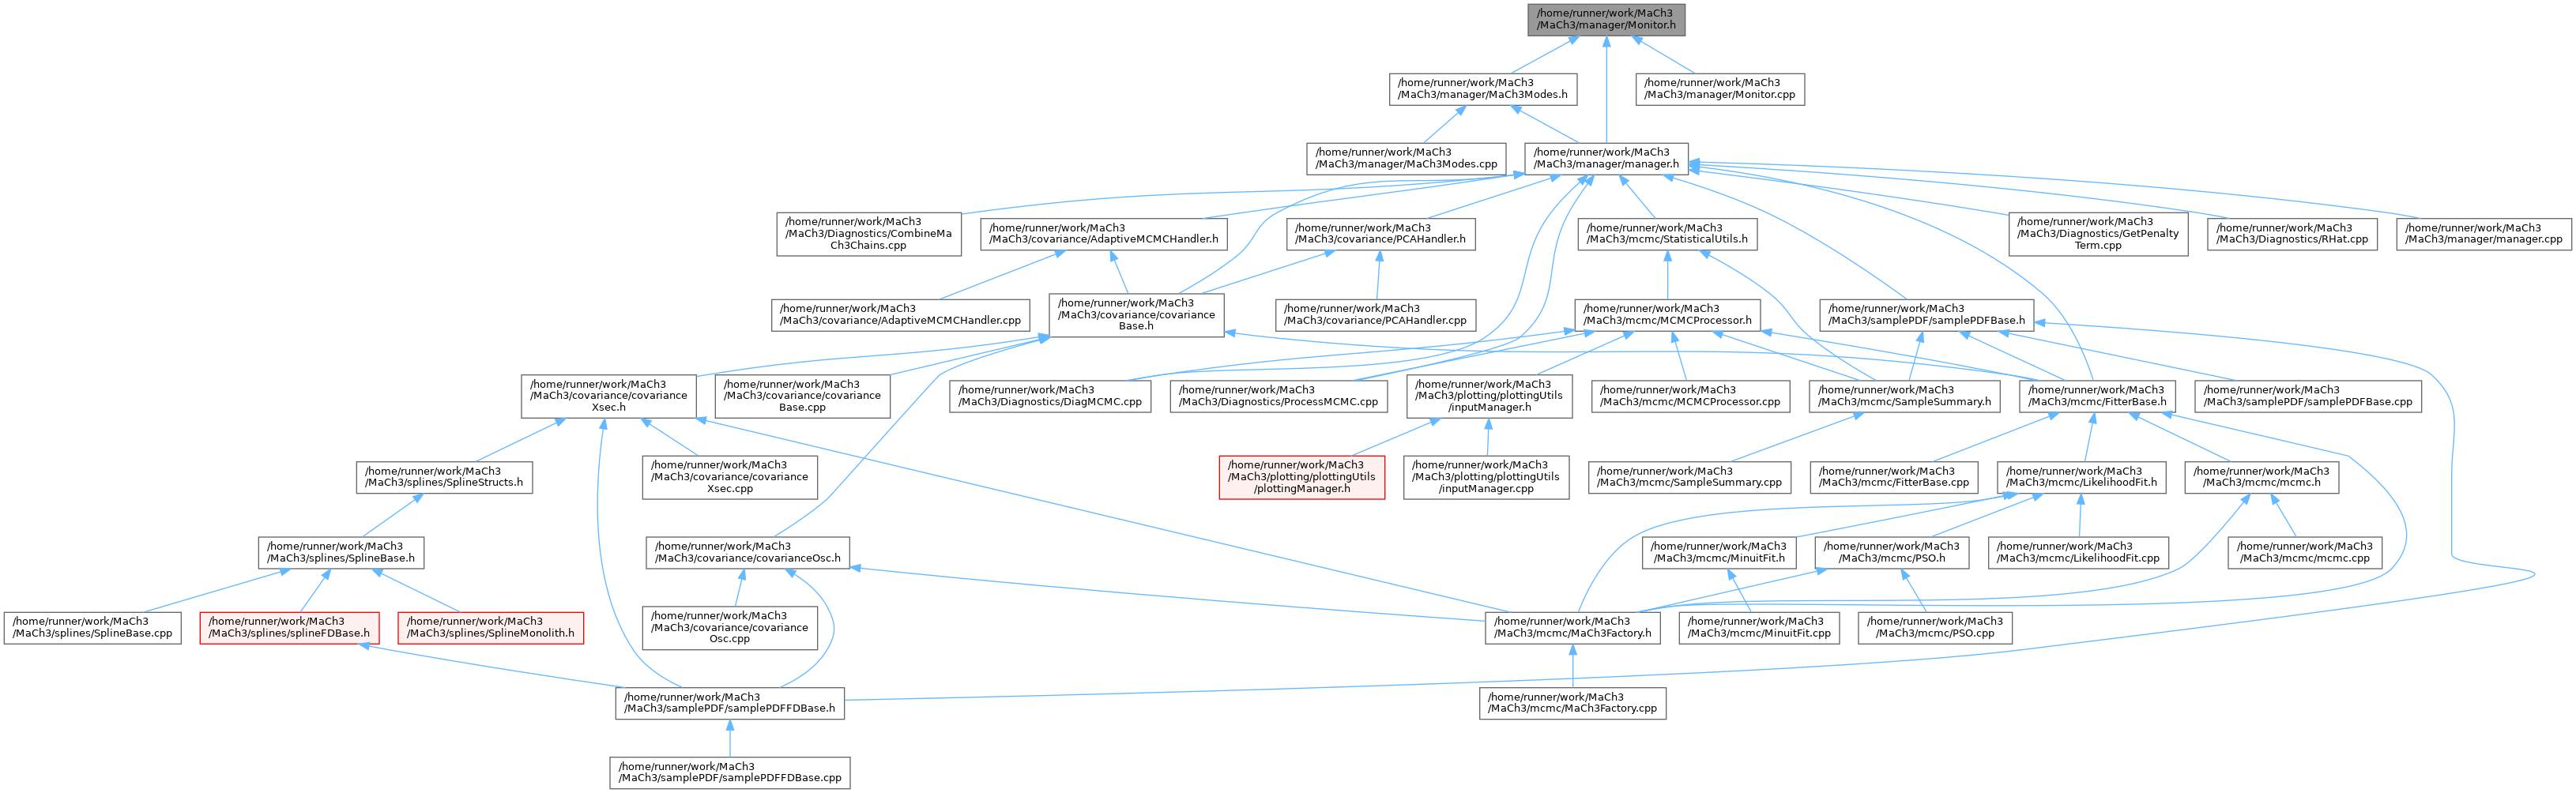 /home/runner/work/MaCh3
/MaCh3/manager/Monitor.h
/home/runner/work/MaCh3
/MaCh3/manager/MaCh3Modes.h
/home/runner/work/MaCh3
/MaCh3/manager/Monitor.cpp
/home/runner/work/MaCh3
/MaCh3/manager/MaCh3Modes.cpp
/home/runner/work/MaCh3
/MaCh3/manager/manager.h
/home/runner/work/MaCh3
/MaCh3/Diagnostics/CombineMa
Ch3Chains.cpp
/home/runner/work/MaCh3
/MaCh3/covariance/AdaptiveMCMCHandler.h
/home/runner/work/MaCh3
/MaCh3/covariance/PCAHandler.h
/home/runner/work/MaCh3
/MaCh3/mcmc/StatisticalUtils.h
/home/runner/work/MaCh3
/MaCh3/Diagnostics/GetPenalty
Term.cpp
/home/runner/work/MaCh3
/MaCh3/Diagnostics/RHat.cpp
/home/runner/work/MaCh3
/MaCh3/manager/manager.cpp
/home/runner/work/MaCh3
/MaCh3/covariance/AdaptiveMCMCHandler.cpp
/home/runner/work/MaCh3
/MaCh3/covariance/covariance
Base.h
/home/runner/work/MaCh3
/MaCh3/covariance/PCAHandler.cpp
/home/runner/work/MaCh3
/MaCh3/mcmc/MCMCProcessor.h
/home/runner/work/MaCh3
/MaCh3/samplePDF/samplePDFBase.h
/home/runner/work/MaCh3
/MaCh3/covariance/covariance
Xsec.h
/home/runner/work/MaCh3
/MaCh3/covariance/covariance
Base.cpp
/home/runner/work/MaCh3
/MaCh3/Diagnostics/DiagMCMC.cpp
/home/runner/work/MaCh3
/MaCh3/Diagnostics/ProcessMCMC.cpp
/home/runner/work/MaCh3
/MaCh3/plotting/plottingUtils
/inputManager.h
/home/runner/work/MaCh3
/MaCh3/mcmc/MCMCProcessor.cpp
/home/runner/work/MaCh3
/MaCh3/mcmc/SampleSummary.h
/home/runner/work/MaCh3
/MaCh3/mcmc/FitterBase.h
/home/runner/work/MaCh3
/MaCh3/samplePDF/samplePDFBase.cpp
/home/runner/work/MaCh3
/MaCh3/splines/SplineStructs.h
/home/runner/work/MaCh3
/MaCh3/covariance/covariance
Xsec.cpp
/home/runner/work/MaCh3
/MaCh3/plotting/plottingUtils
/plottingManager.h
/home/runner/work/MaCh3
/MaCh3/plotting/plottingUtils
/inputManager.cpp
/home/runner/work/MaCh3
/MaCh3/mcmc/SampleSummary.cpp
/home/runner/work/MaCh3
/MaCh3/mcmc/FitterBase.cpp
/home/runner/work/MaCh3
/MaCh3/mcmc/LikelihoodFit.h
/home/runner/work/MaCh3
/MaCh3/mcmc/mcmc.h
/home/runner/work/MaCh3
/MaCh3/splines/SplineBase.h
/home/runner/work/MaCh3
/MaCh3/covariance/covarianceOsc.h
/home/runner/work/MaCh3
/MaCh3/mcmc/MinuitFit.h
/home/runner/work/MaCh3
/MaCh3/mcmc/PSO.h
/home/runner/work/MaCh3
/MaCh3/mcmc/LikelihoodFit.cpp
/home/runner/work/MaCh3
/MaCh3/mcmc/mcmc.cpp
/home/runner/work/MaCh3
/MaCh3/splines/SplineBase.cpp
/home/runner/work/MaCh3
/MaCh3/splines/splineFDBase.h
/home/runner/work/MaCh3
/MaCh3/splines/SplineMonolith.h
/home/runner/work/MaCh3
/MaCh3/covariance/covariance
Osc.cpp
/home/runner/work/MaCh3
/MaCh3/mcmc/MaCh3Factory.h
/home/runner/work/MaCh3
/MaCh3/mcmc/MinuitFit.cpp
/home/runner/work/MaCh3
/MaCh3/mcmc/PSO.cpp
/home/runner/work/MaCh3
/MaCh3/samplePDF/samplePDFFDBase.h
/home/runner/work/MaCh3
/MaCh3/mcmc/MaCh3Factory.cpp
/home/runner/work/MaCh3
/MaCh3/samplePDF/samplePDFFDBase.cpp